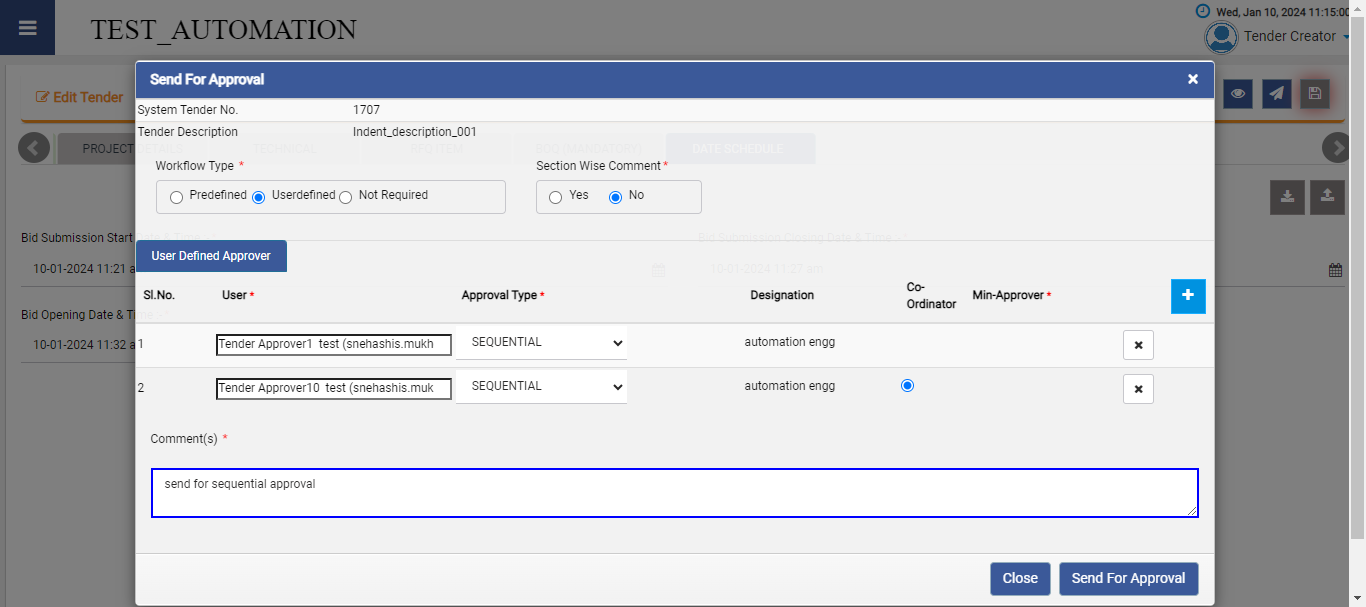 Wed, Jan 10, 2024 11:15:00
TEST_AUTOMATION
Tender Creator
Send For Approval
Edit Tender
System Tender No. 1707
Tender Description Indent_description_001
PROJECT DETAILS TECHNICAL RFQ ITEM DATE SCHEDULE
Workflow Type * Section Wise Comment *
Predefined Userdefined Not Required Yes No
Bid Submission Start Date & Time Bid Submission Closing Date & Time
User Defined Approver
10-01-2024 11:21 a 10-01-2024 11:27 am
Sl.No. User * Approval Type * Designation Co-Ordinator Min-Approver *
Bid Opening Date & Time
1 Tender Approver1 test (snehashis.mukh SEQUENTIAL automation engg
10-01-2024 11:32 a
2 Tender Approver10 test (snehashis.muk SEQUENTIAL automation engg
Comment(s) *
send for sequential approval
Close Send For Approval